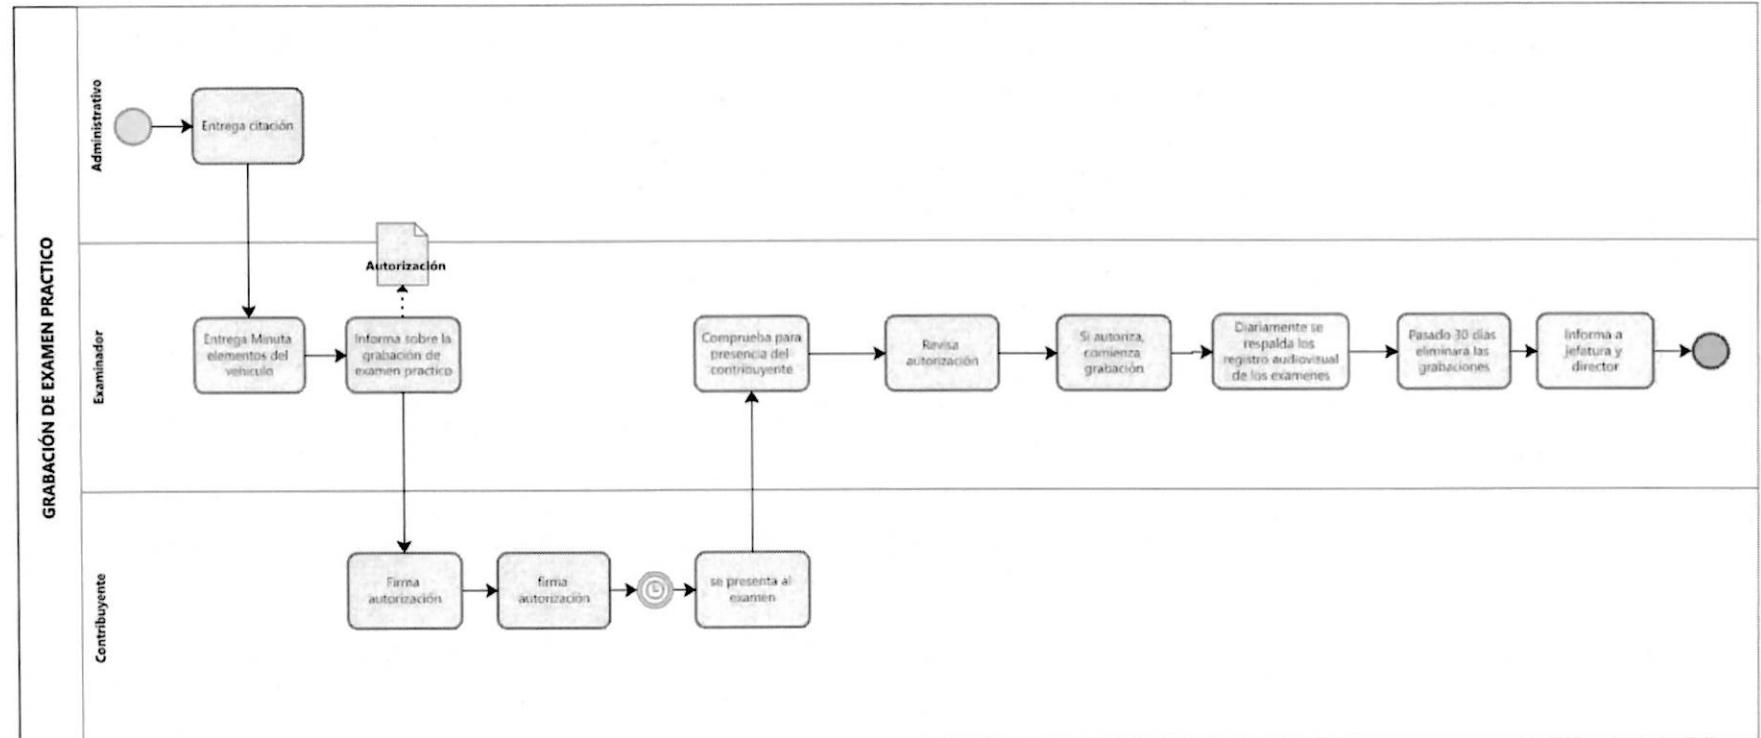 GRABACIÓN DE EXAMEN PRACTICO
Administrativo
Entrega citación
Examinador
Autorización
Entrega Minuta
elementos del
vehiculo
Informa sobre la
grabación de
examen practico
Comprueba para
presencia del
contribuyente
Revisa
autorización
Si autoriza,
comienza
grabación
Diariamente se
respalda los
registro audiovisual
de los examenes
Pasado 30 dias
eliminará las
grabaciones
Informa a
jefatura y
director
Contribuyente
Firma
autorización
firma
autorización
se presenta al
examen